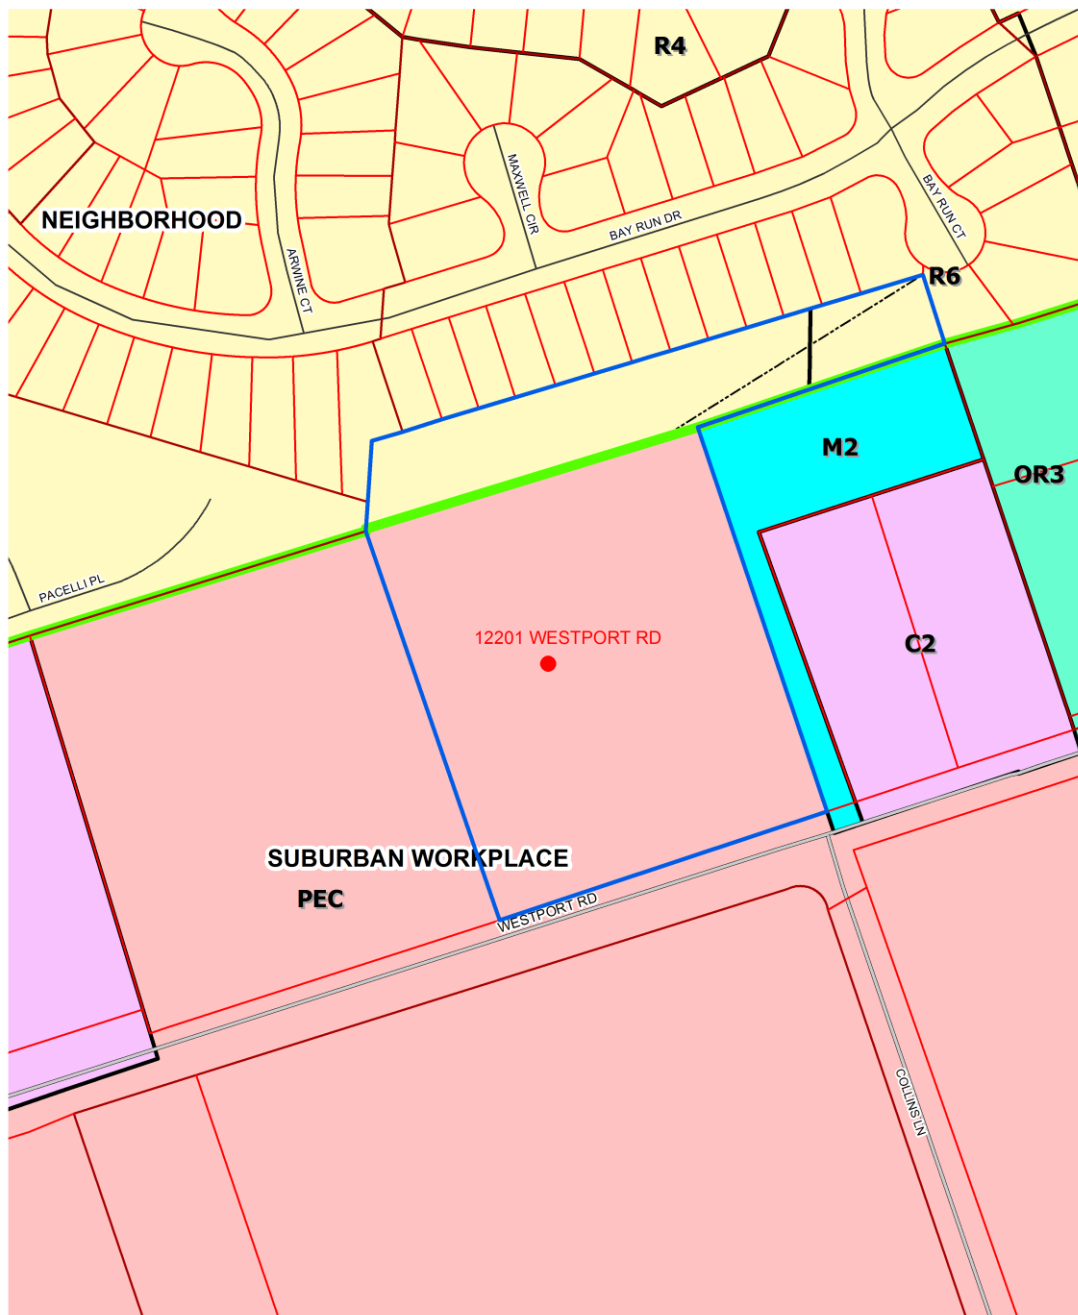 R4
MAXWELL CIR
BAY RUN CT
NEIGHBORHOOD
BAY RUN DR
ARWINE CT
R6
M2
OR3
PACELLI PL
12201 WESTPORT RD
C2
SUBURBAN WORKPLACE
PEC
WESTPORT RD
COLLINS LN